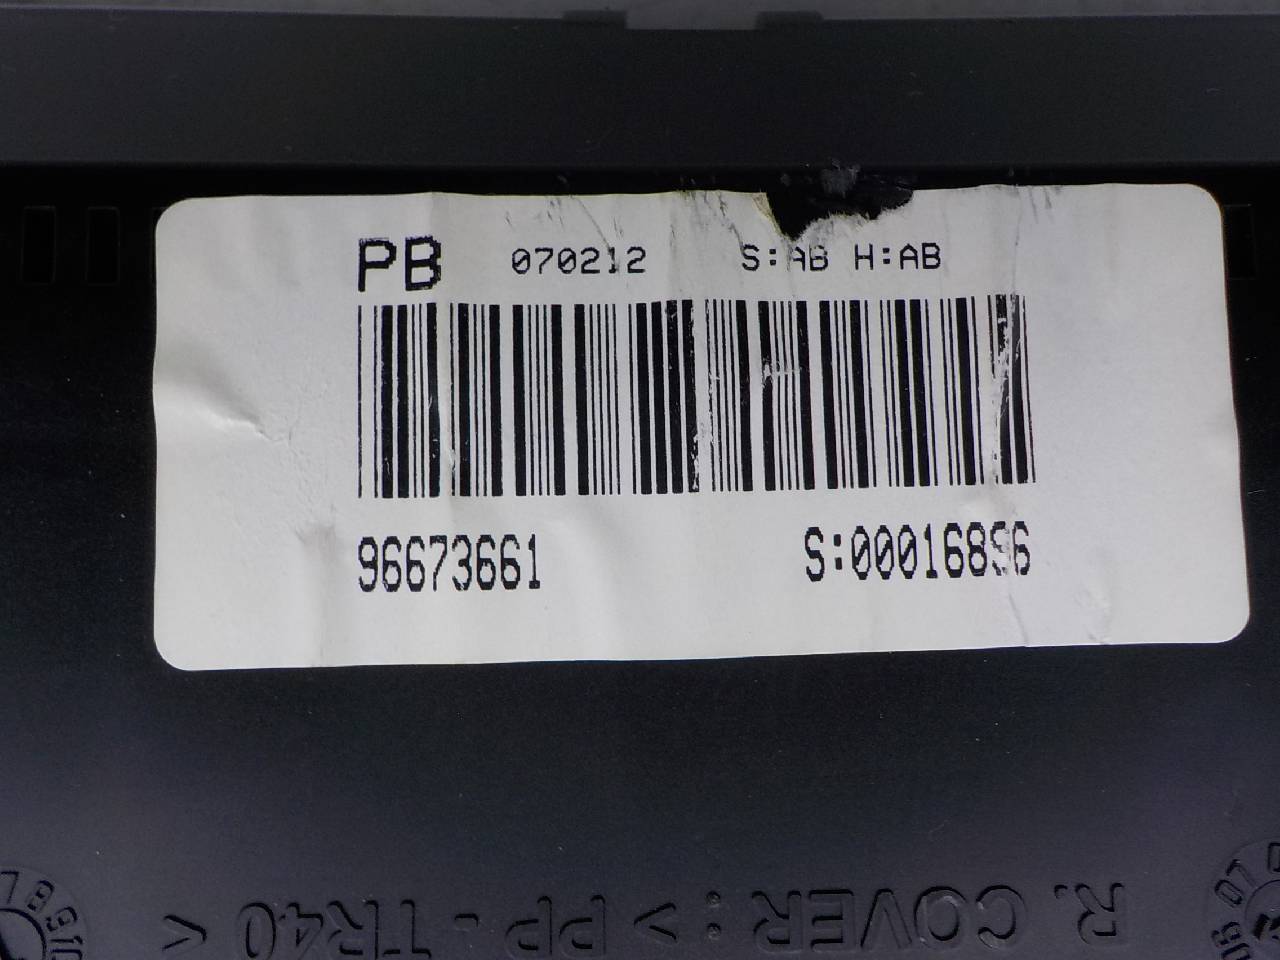 PB 070212 S:AB H:AB
96673661 S:00016896
R. COVER : >PP - TR40<